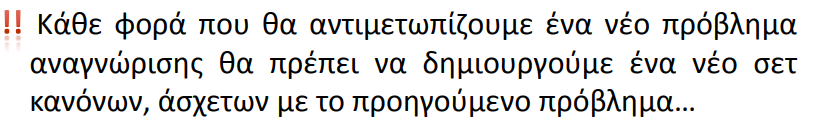 ‼ Κάθε φορά που θα αντιμετωπίζουμε ένα νέο πρόβλημα
αναγνώρισης θα πρέπει να δημιουργούμε ένα νέο σετ
κανόνων, άσχετων με το προηγούμενο πρόβλημα…